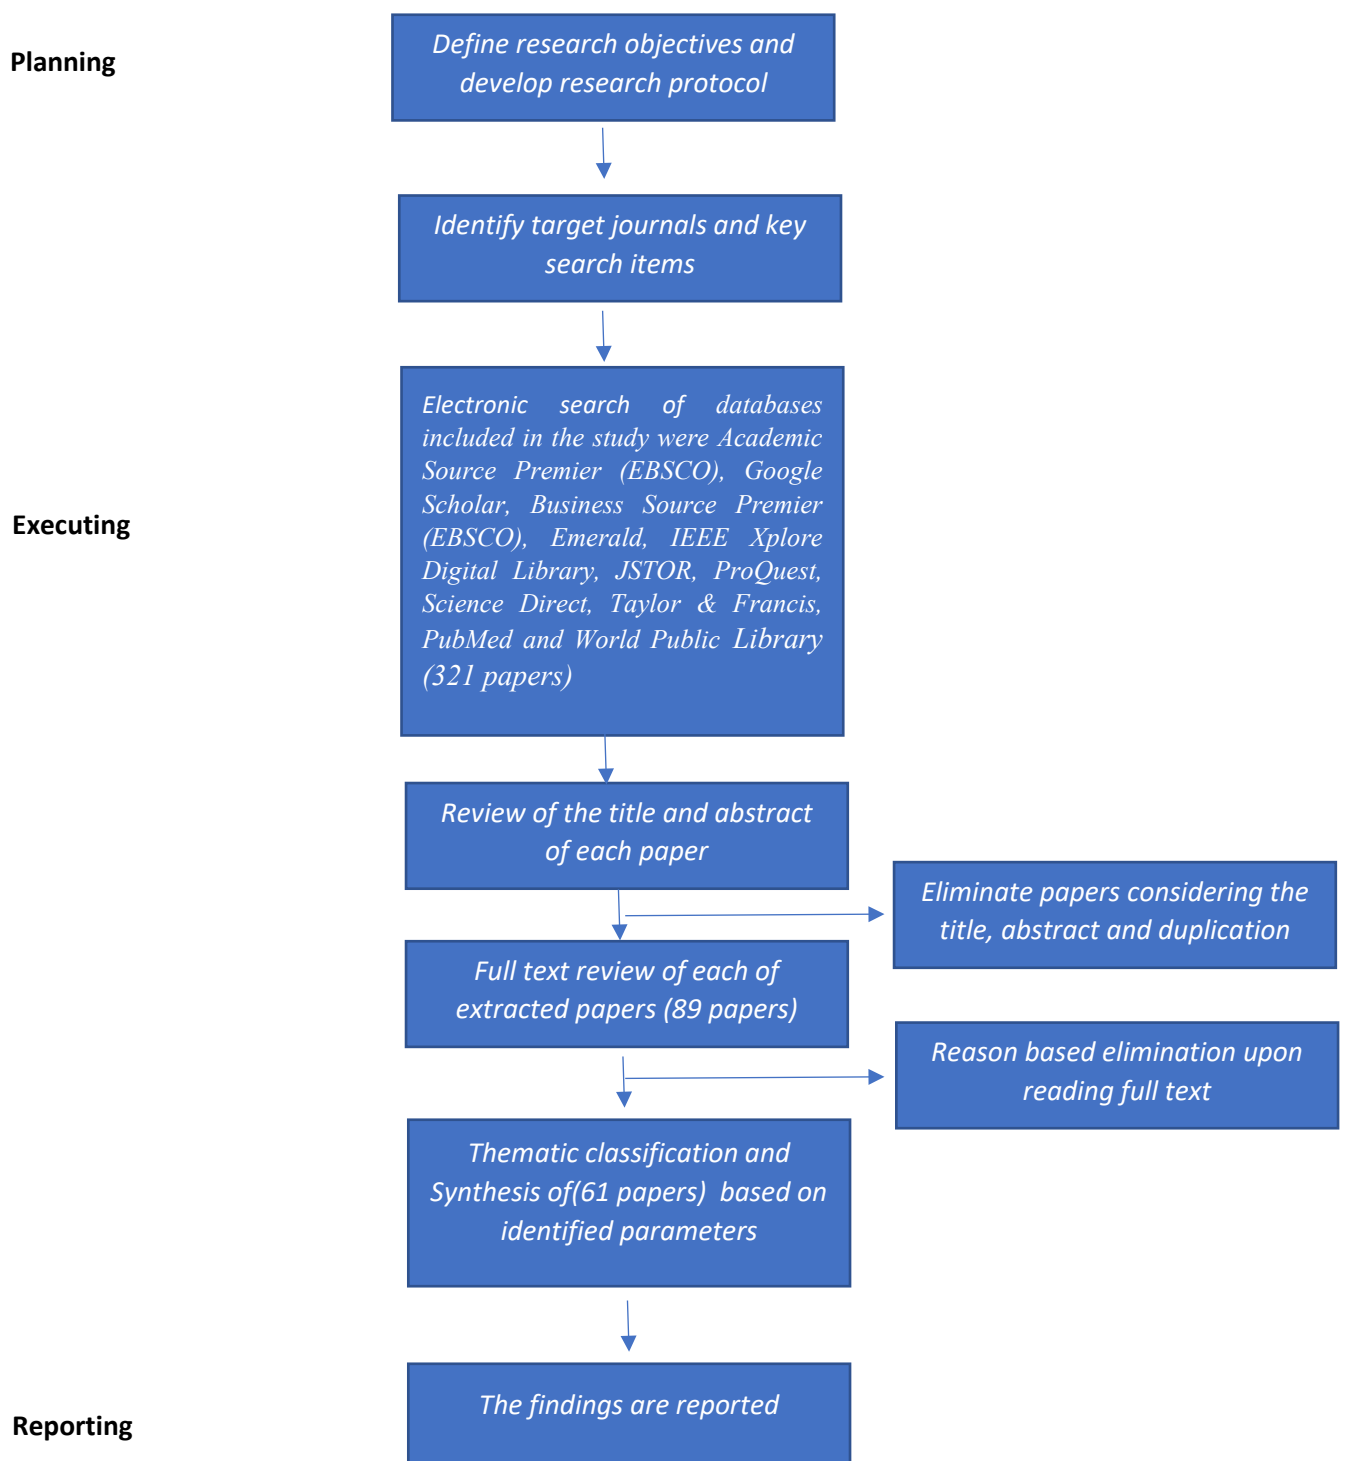 Planning
Define research objectives and
develop research protocol
Identify target journals and key
search items
Executing
Electronic search of databases
included in the study were Academic
Source Premier (EBSCO), Google
Scholar, Business Source Premier
(EBSCO), Emerald, IEEE Xplore
Digital Library, JSTOR, ProQuest,
Science Direct, Taylor & Francis,
PubMed and World Public Library
(321 papers)
Review of the title and abstract
of each paper
Eliminate papers considering the
title, abstract and duplication
Full text review of each of
extracted papers (89 papers)
Reason based elimination upon
reading full text
Thematic classification and
Synthesis of(61 papers)  based on
identified parameters
The findings are reported
Reporting